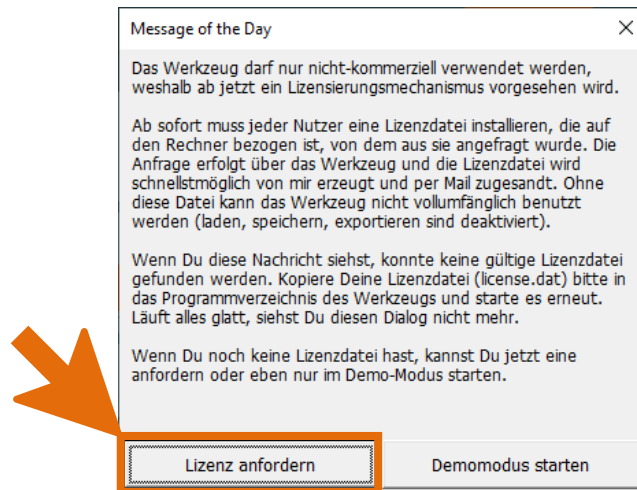 Message of the Day
Das Werkzeug darf nur nicht-kommerziell verwendet werden,
weshalb ab jetzt ein Lizensierungsmechanismus vorgesehen wird.
Ab sofort muss jeder Nutzer eine Lizenzdatei installieren, die auf
den Rechner bezogen ist, von dem aus sie angefragt wurde. Die
Anfrage erfolgt über das Werkzeug und die Lizenzdatei wird
schnellstmöglich von mir erzeugt und per Mail zugesandt. Ohne
diese Datei kann das Werkzeug nicht vollumfänglich benutzt
werden (laden, speichern, exportieren sind deaktiviert).
Wenn Du diese Nachricht siehst, konnte keine gültige Lizenzdatei
gefunden werden. Kopiere Deine Lizenzdatei (license.dat) bitte in
das Programmverzeichnis des Werkzeugs und starte es erneut.
Läuft alles glatt, siehst Du diesen Dialog nicht mehr.
Wenn Du noch keine Lizenzdatei hast, kannst Du jetzt eine
anfordern oder eben nur im Demo-Modus starten.
Lizenz anfordern
Demomodus starten